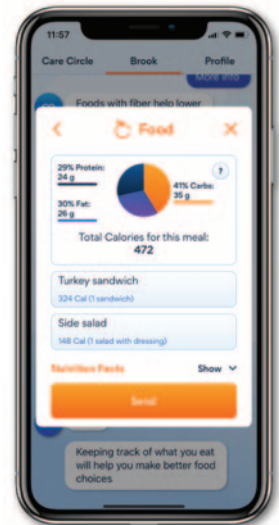 11:57
Care Circle Brook Profile
More info
Foods with fiber help lower
Food
29% Protein:
24 g
?
41% Carbs:
35 g
30% Fat:
26 g
Total Calories for this meal:
472
Turkey sandwich
324 Cal (1 sandwich)
Side salad
148 Cal (1 salad with dressing)
Nutrition Facts Show
Send
Keeping track of what you eat
will help you make better food
choices